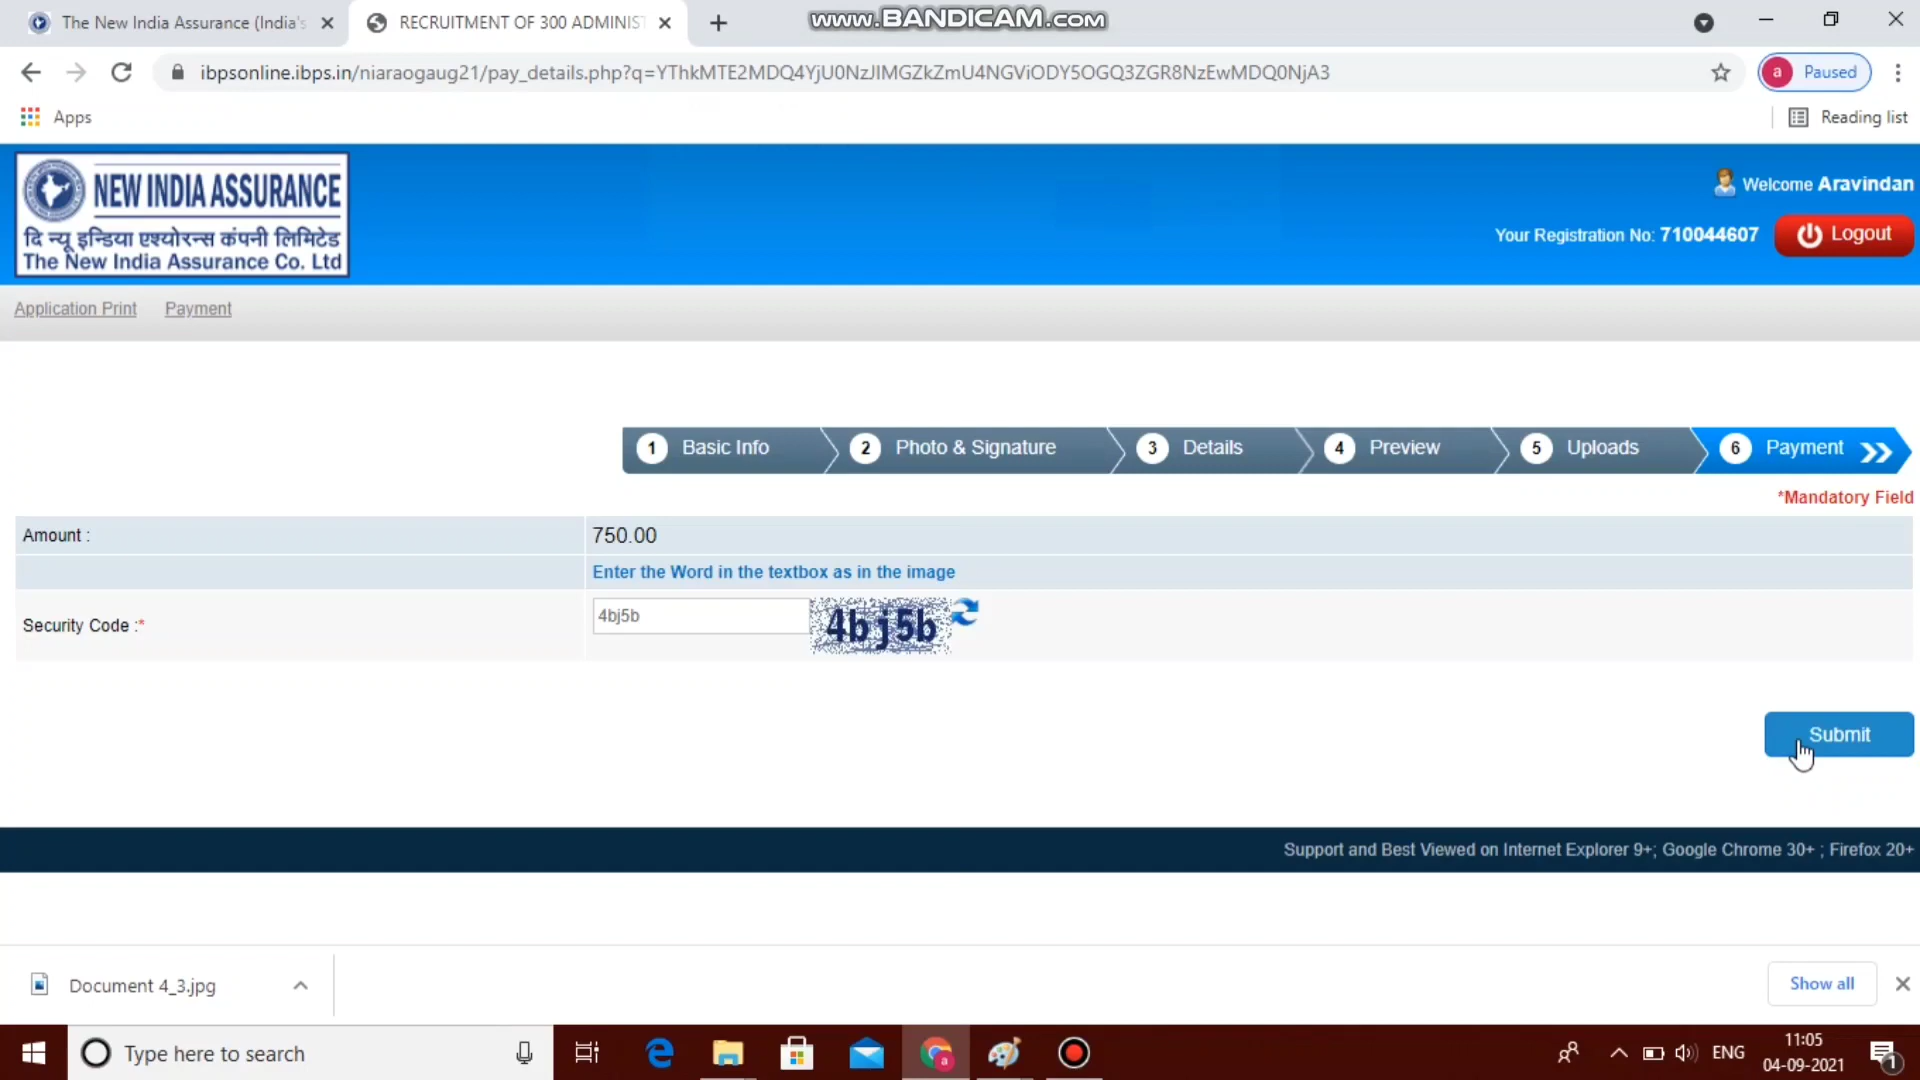 The New India Assurance (India's
RECRUITMENT OF 300 ADMINIST
www.BANDICAM.com
ibpsonline.ibps.in/niaraogaug21/pay_details.php?q=YThkMTE2MDQ4YjU0NzJlMGZkZmU4NGViODY5OGQ3ZGR8NzEwMDQ0NjA3
a Paused
Apps
Reading list
NEW INDIA ASSURANCE
दि न्यू इन्डिया एश्योरन्स कंपनी लिमिटेड
The New India Assurance Co. Ltd
Welcome Aravindan
Your Registration No: 710044607
Logout
Application Print Payment
1 Basic Info 2 Photo & Signature 3 Details 4 Preview 5 Uploads 6 Payment
*Mandatory Field
Amount : 750.00
Enter the Word in the textbox as in the image
Security Code :* 4bj5b 4bj5b
Submit
Support and Best Viewed on Internet Explorer 9+; Google Chrome 30+ ; Firefox 20+
Document 4_3.jpg
Show all
Type here to search
a
ENG
11:05
04-09-2021
1